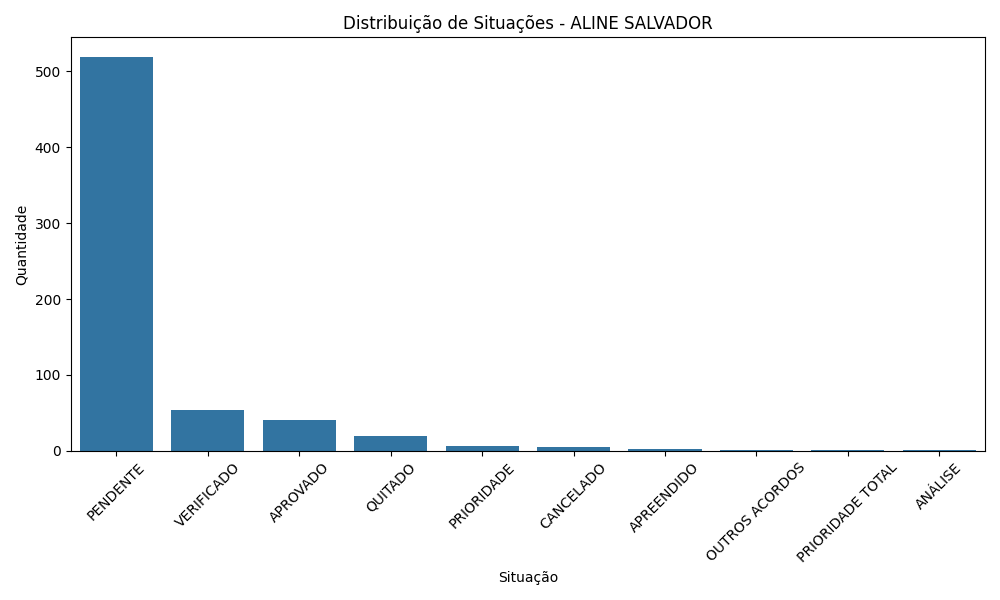 Distribuição de Situações - ALINE SALVADOR
Quantidade
500
400
300
200
100
0
PENDENTE
VERIFICADO
APROVADO
QUITADO
PRIORIDADE
CANCELADO
APREENDIDO
OUTROS ACORDOS
PRIORIDADE TOTAL
ANÁLISE
Situação